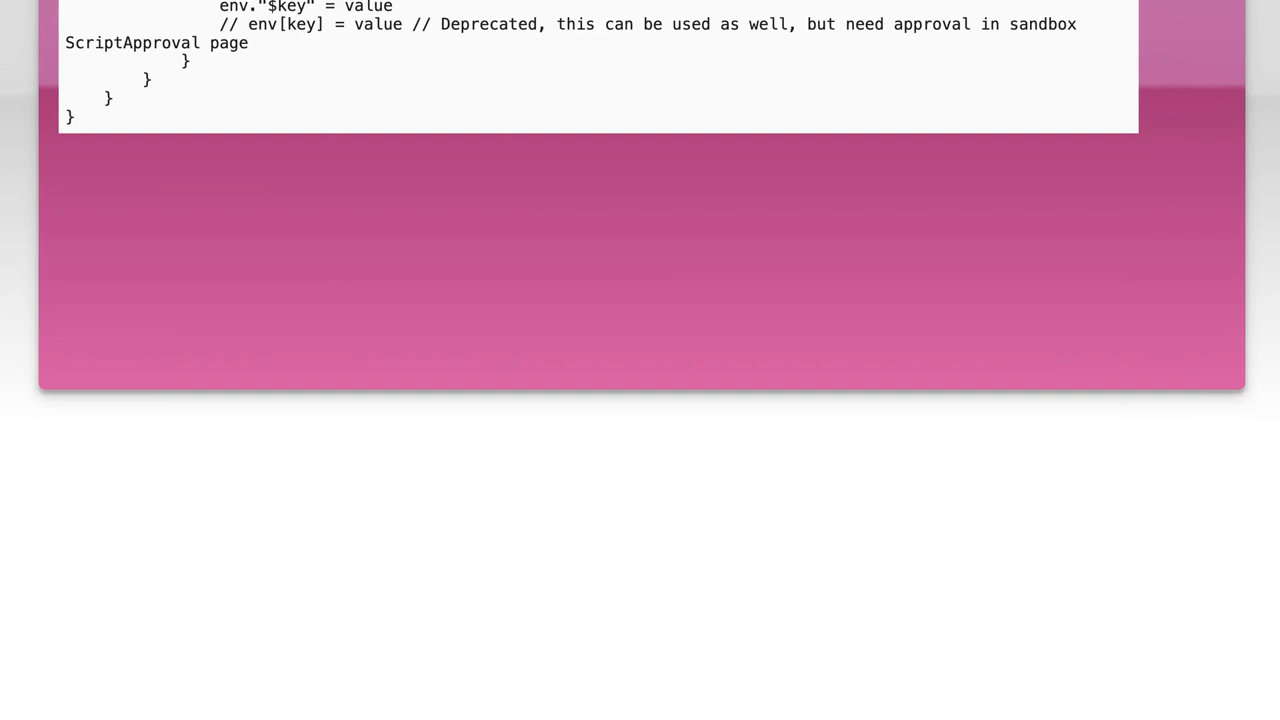 env."$key" = value
// env[key] = value // Deprecated, this can be used as well, but need approval in sandbox
ScriptApproval page
}
}
}
}